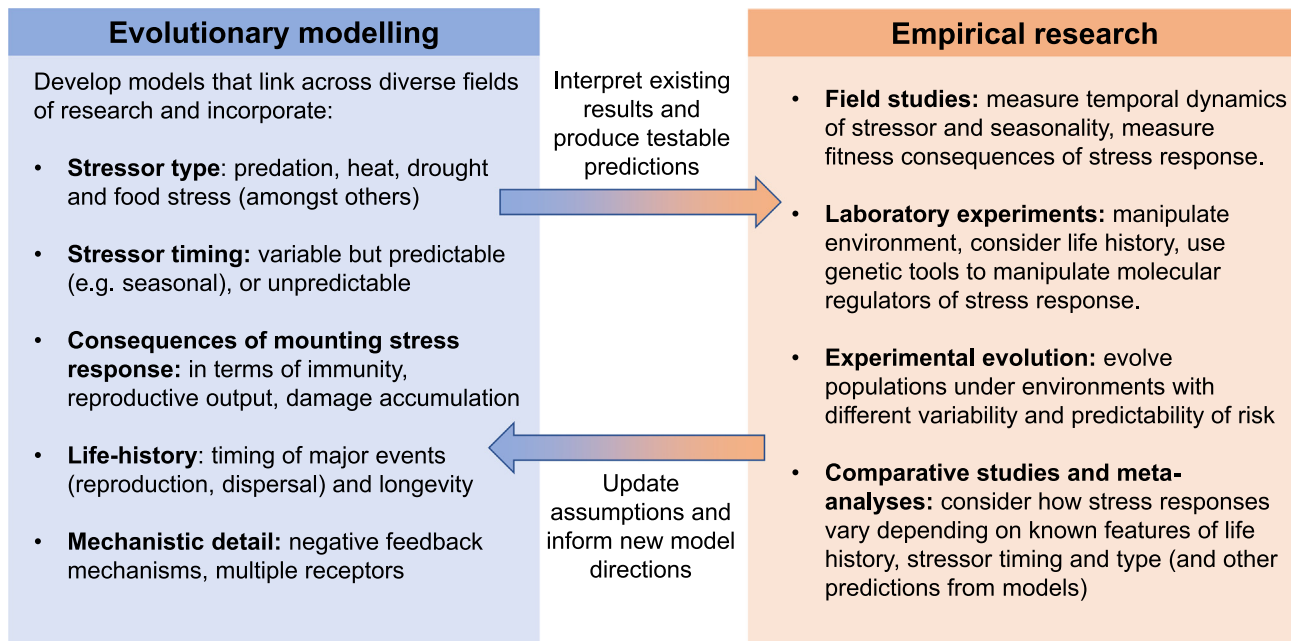 Evolutionary modelling
Develop models that link across diverse fields
of research and incorporate:
• Stressor type: predation, heat, drought
and food stress (amongst others)
• Stressor timing: variable but predictable
(e.g. seasonal), or unpredictable
• Consequences of mounting stress
response: in terms of immunity,
reproductive output, damage accumulation
• Life-history: timing of major events
(reproduction, dispersal) and longevity
• Mechanistic detail: negative feedback
mechanisms, multiple receptors
Interpret existing
results and
produce testable
predictions
Update
assumptions and
inform new model
directions
Empirical research
• Field studies: measure temporal dynamics
of stressor and seasonality, measure
fitness consequences of stress response.
• Laboratory experiments: manipulate
environment, consider life history, use
genetic tools to manipulate molecular
regulators of stress response.
• Experimental evolution: evolve
populations under environments with
different variability and predictability of risk
• Comparative studies and meta-
analyses: consider how stress responses
vary depending on known features of life
history, stressor timing and type (and other
predictions from models)